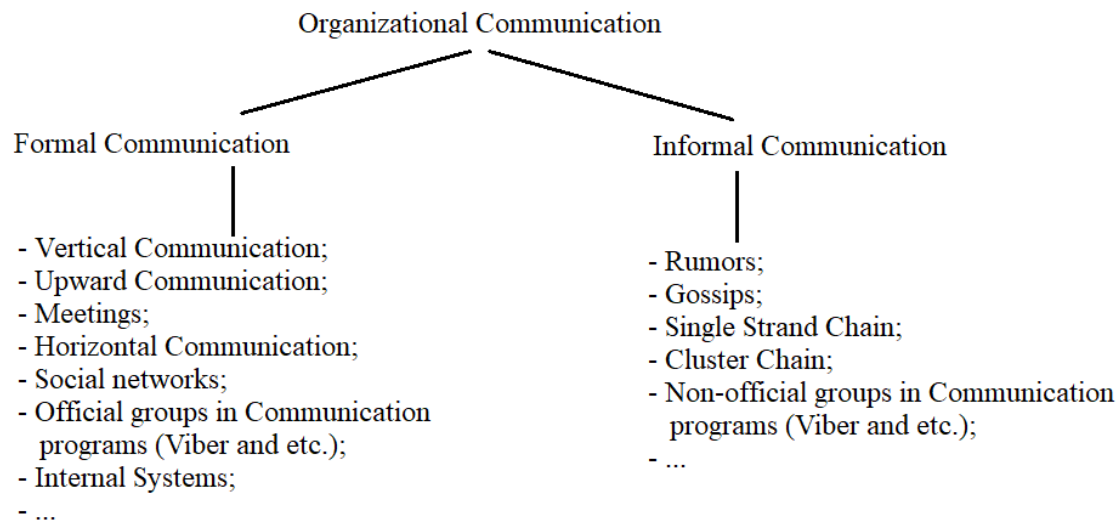 Organizational Communication
Formal Communication
Informal Communication
- Vertical Communication;
- Upward Communication;
- Meetings;
- Horizontal Communication;
- Social networks;
- Official groups in Communication
programs (Viber and etc.);
- Internal Systems;
- ...
- Rumors;
- Gossips;
- Single Strand Chain;
- Cluster Chain;
- Non-official groups in Communication
programs (Viber and etc.);
- ...